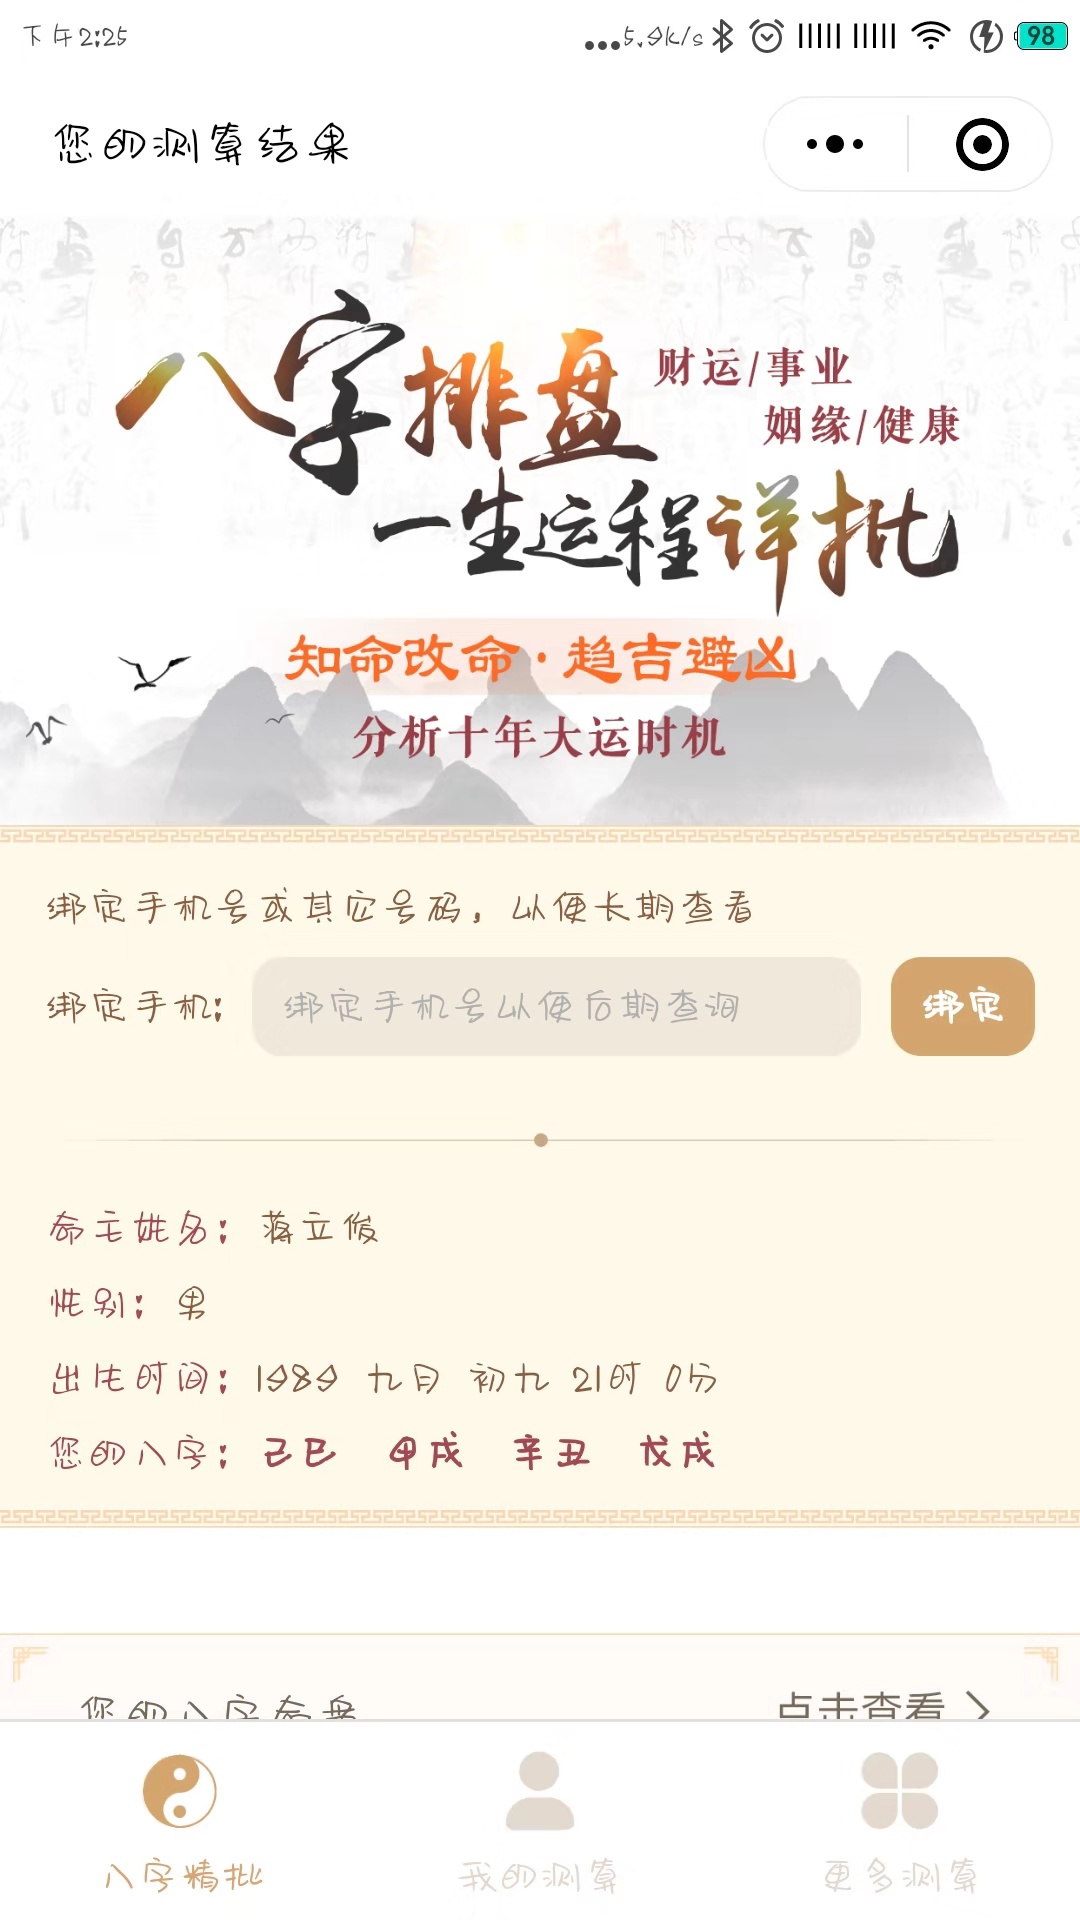 下午2:25
...5.9k/s
98
您的测算结果
八字排盘
财运/事业
姻缘/健康
一生运程详批
知命改命·趋吉避凶
分析十年大运时机
绑定手机号或其它号码，以便长期查看
绑定手机: 绑定手机号以便后期查询 绑定
命主姓名: 蒋立俊
性别: 男
出生时间: 1989 九月 初九 21时 0分
您的八字: 己巳 甲戌 辛丑 戊戌
您的八字命盘 点击查看
八字精批 我的测算 更多测算